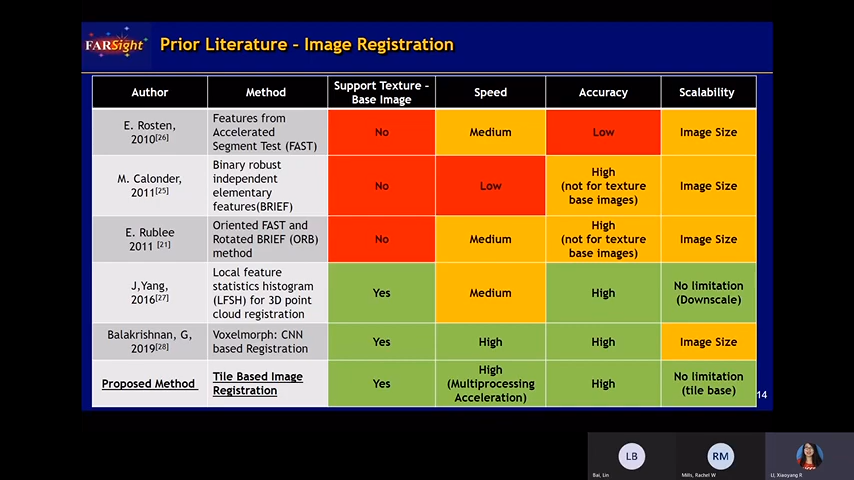 FARSight
Prior Literature - Image Registration
Author
Method
Support Texture –
Base Image
Speed
Accuracy
Scalability
E. Rosten,
2010[26]
Features from
Accelerated
Segment Test (FAST)
No
Medium
Low
Image Size
M. Calonder,
2011[25]
Binary robust
independent
elementary
features(BRIEF)
No
Low
High
(not for texture
base images)
Image Size
E. Rublee
2011 [21]
Oriented FAST and
Rotated BRIEF (ORB)
method
No
Medium
High
(not for texture
base images)
Image Size
J,Yang,
2016[27]
Local feature
statistics histogram
(LFSH) for 3D point
cloud registration
Yes
Medium
High
No limitation
(Downscale)
Balakrishnan, G,
2019[28]
Voxelmorph: CNN
based Registration
Yes
High
High
Image Size
Proposed Method
Tile Based Image
Registration
Yes
High
(Multiprocessing
Acceleration)
High
No limitation
(tile base)
14
LB
Bai, Lin
RM
Mills, Rachel W
LI, Xiaoyang R